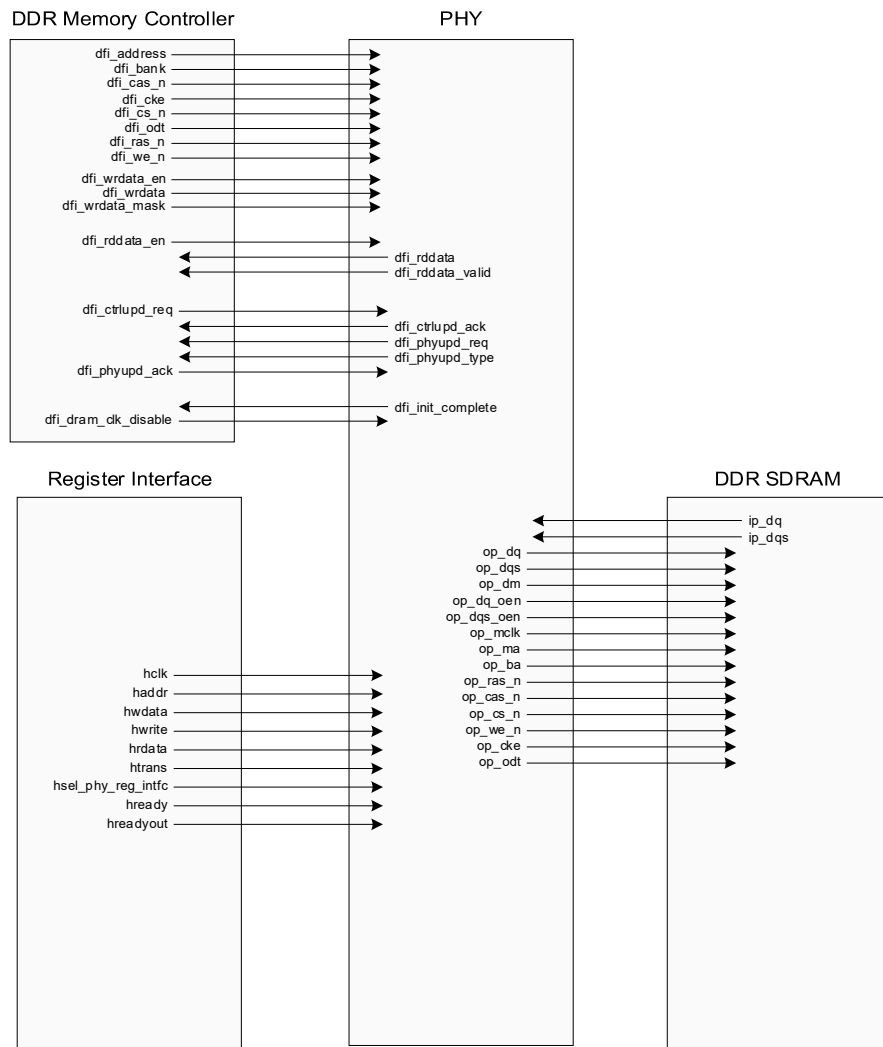 DDR Memory Controller
PHY
dfi_address
dfi_bank
dfi_cas_n
dfi_cke
dfi_cs_n
dfi_odt
dfi_ras_n
dfi_we_n
dfi_wrdata_en
dfi_wrdata
dfi_wrdata_mask
dfi_rddata_en
dfi_rddata
dfi_rddata_valid
dfi_ctrlupd_req
dfi_ctrlupd_ack
dfi_phyupd_req
dfi_phyupd_type
dfi_phyupd_ack
dfi_init_complete
dfi_dram_clk_disable
Register Interface
DDR SDRAM
ip_dq
ip_dqs
op_dq
op_dqs
op_dm
op_dq_oen
op_dqs_oen
op_mclk
op_ma
op_ba
op_ras_n
op_cas_n
op_cs_n
op_we_n
op_cke
op_odt
hclk
haddr
hwdata
hwrite
hrdata
htrans
hsel_phy_reg_intfc
hready
hreadyout